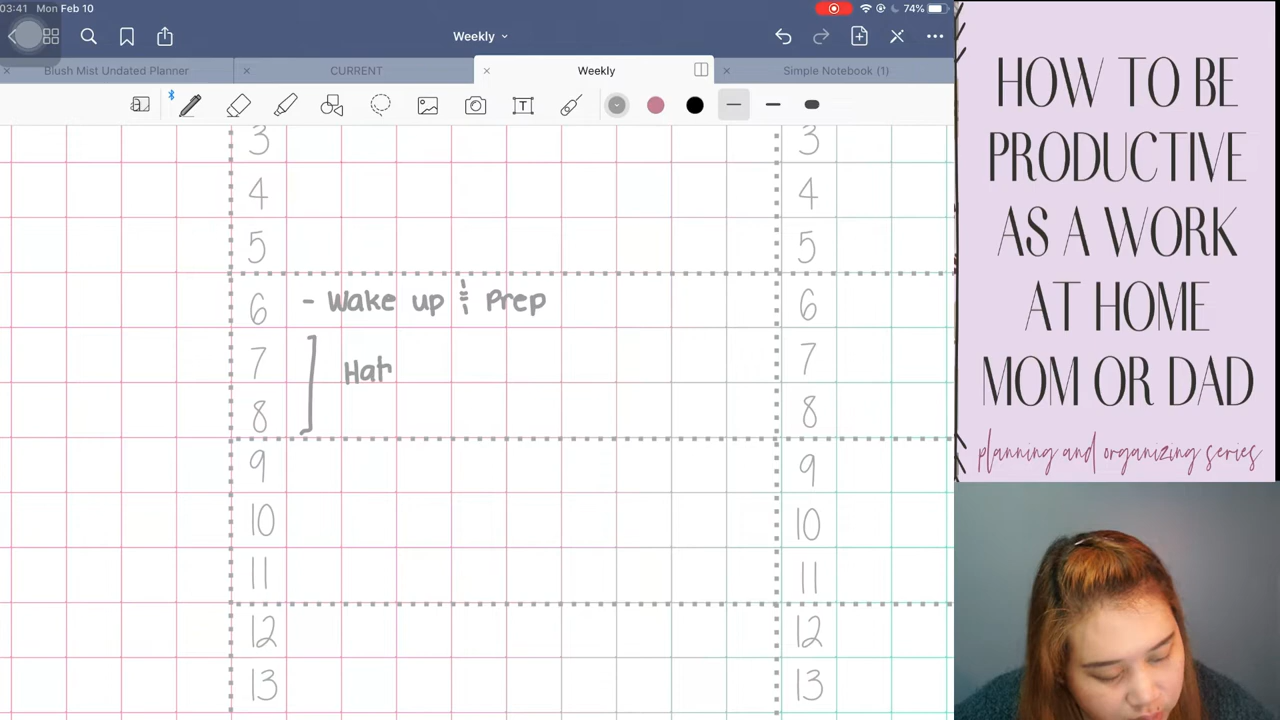 03:41 Mon Feb 10 74%
Weekly
Blush Mist Undated Planner CURRENT Weekly Simple Notebook (1)
T
3 3
4 4
5 5
6 - Wake up & Prep 6
7 7
Hat
8 8
9 9
10 10
11 11
12 12
13 13
HOW TO BE
PRODUCTIVE
AS A WORK
AT HOME
MOM OR DAD
planning and organizing series